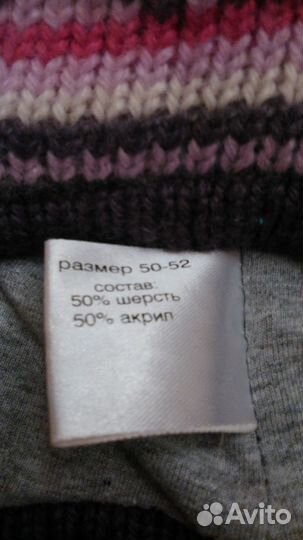 размер 50-52
состав:
50% шерсть
50% акрил
Avito